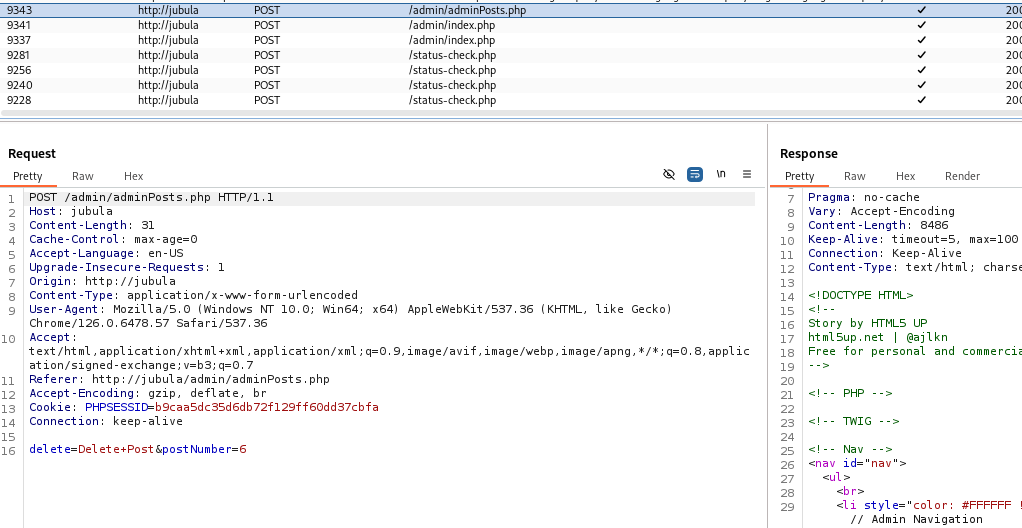 9343 http://jubula POST /admin/adminPosts.php ✓ 200
9341 http://jubula POST /admin/index.php ✓ 200
9337 http://jubula POST /admin/index.php ✓ 200
9281 http://jubula POST /status-check.php ✓ 200
9256 http://jubula POST /status-check.php ✓ 200
9240 http://jubula POST /status-check.php ✓ 200
9228 http://jubula POST /status-check.php ✓ 200
Request
Pretty Raw Hex \n
1 POST /admin/adminPosts.php HTTP/1.1
2 Host: jubula
3 Content-Length: 31
4 Cache-Control: max-age=0
5 Accept-Language: en-US
6 Upgrade-Insecure-Requests: 1
7 Origin: http://jubula
8 Content-Type: application/x-www-form-urlencoded
9 User-Agent: Mozilla/5.0 (Windows NT 10.0; Win64; x64) AppleWebKit/537.36 (KHTML, like Gecko)
Chrome/126.0.6478.57 Safari/537.36
10 Accept:
text/html,application/xhtml+xml,application/xml;q=0.9,image/avif,image/webp,image/apng,*/*;q=0.8,applic
ation/signed-exchange;v=b3;q=0.7
11 Referer: http://jubula/admin/adminPosts.php
12 Accept-Encoding: gzip, deflate, br
13 Cookie: PHPSESSID=b9caa5dc35d6db72f129ff60dd37cbfa
14 Connection: keep-alive
15
16 delete=Delete+Post&postNumber=6
Response
Pretty Raw Hex Render
7 Pragma: no-cache
8 Vary: Accept-Encoding
9 Content-Length: 8486
10 Keep-Alive: timeout=5, max=100
11 Connection: Keep-Alive
12 Content-Type: text/html; charse
13
14 <!DOCTYPE HTML>
15 <!--
16 Story by HTML5 UP
17 html5up.net | @ajlkn
18 Free for personal and commercia
19 -->
20
21 <!-- PHP -->
22
23 <!-- TWIG -->
24
25 <!-- Nav -->
26 <nav id="nav">
27 <ul>
28 <br>
29 <li style="color: #FFFFFF !
// Admin Navigation